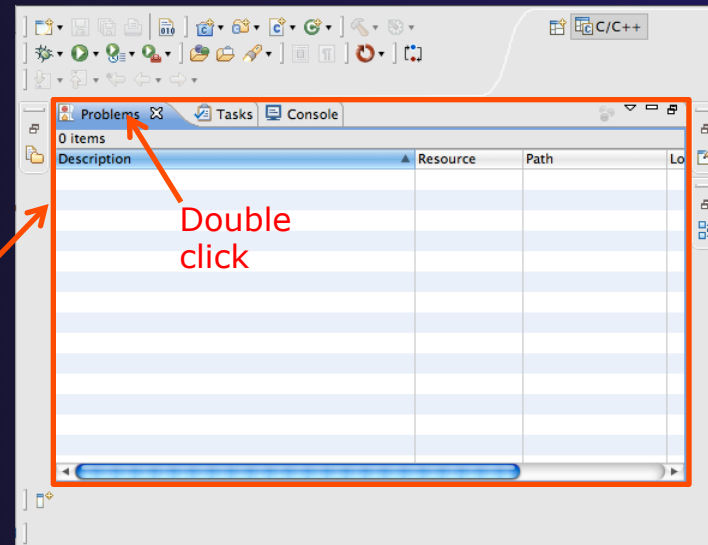 C/C++
Problems Tasks Console
0 items
Description Resource Path Lo
Double
click